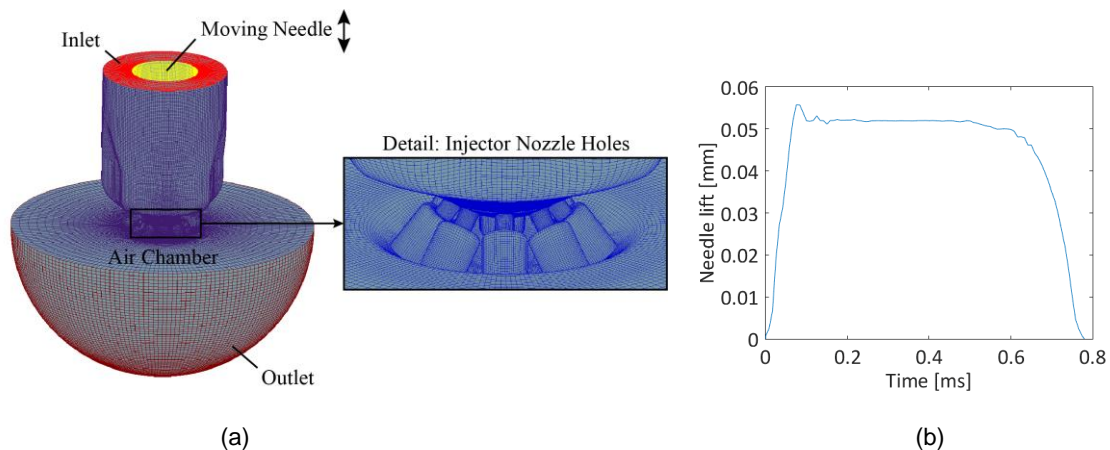 Moving Needle
Inlet
Detail: Injector Nozzle Holes
Air Chamber
Outlet
(a)
Needle lift [mm]
0.06
0.05
0.04
0.03
0.02
0.01
0
0
0.2
0.4
0.6
0.8
Time [ms]
(b)